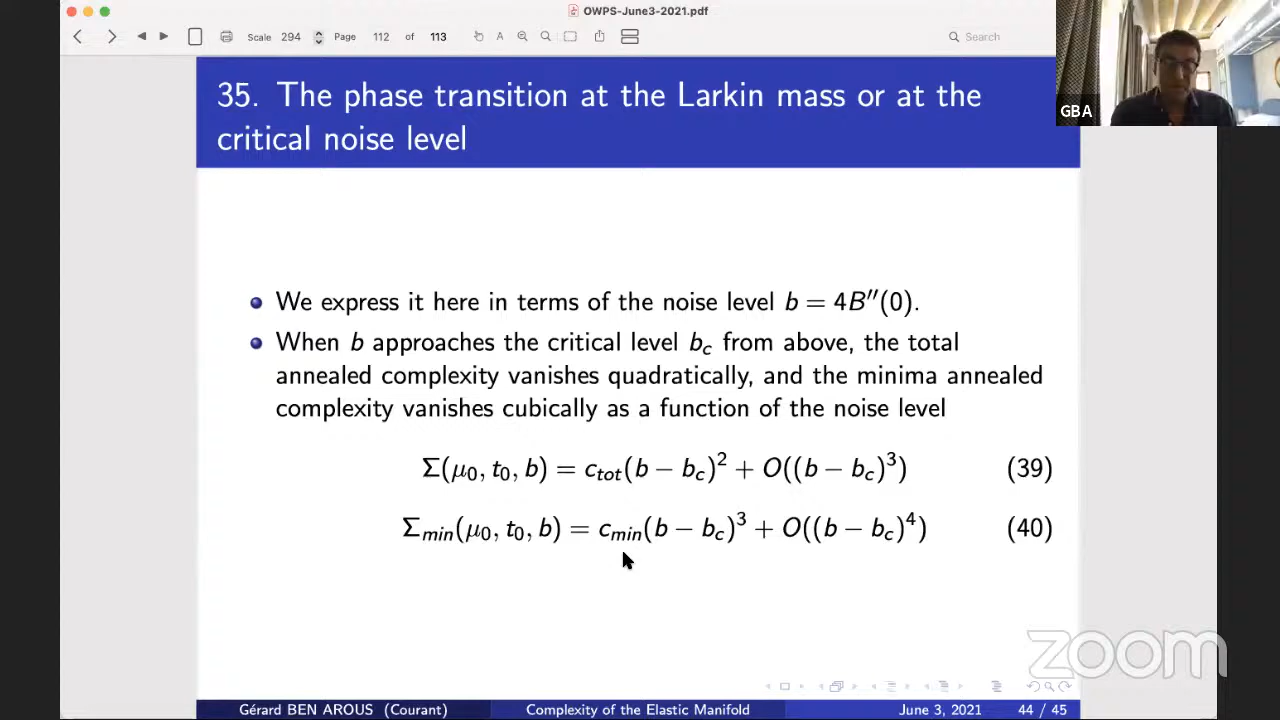 OWPS-June3-2021.pdf
Scale 294 Page 112 of 113 A Search
GBA
35. The phase transition at the Larkin mass or at the
critical noise level
We express it here in terms of the noise level b = 4B″(0).
When b approaches the critical level b_c from above, the total
annealed complexity vanishes quadratically, and the minima annealed
complexity vanishes cubically as a function of the noise level
Σ(μ₀, t₀, b) = c_tot(b − b_c)² + O((b − b_c)³) (39)
Σ_min(μ₀, t₀, b) = c_min(b − b_c)³ + O((b − b_c)⁴) (40)
zoom
Gérard BEN AROUS (Courant) Complexity of the Elastic Manifold June 3, 2021 44 / 45